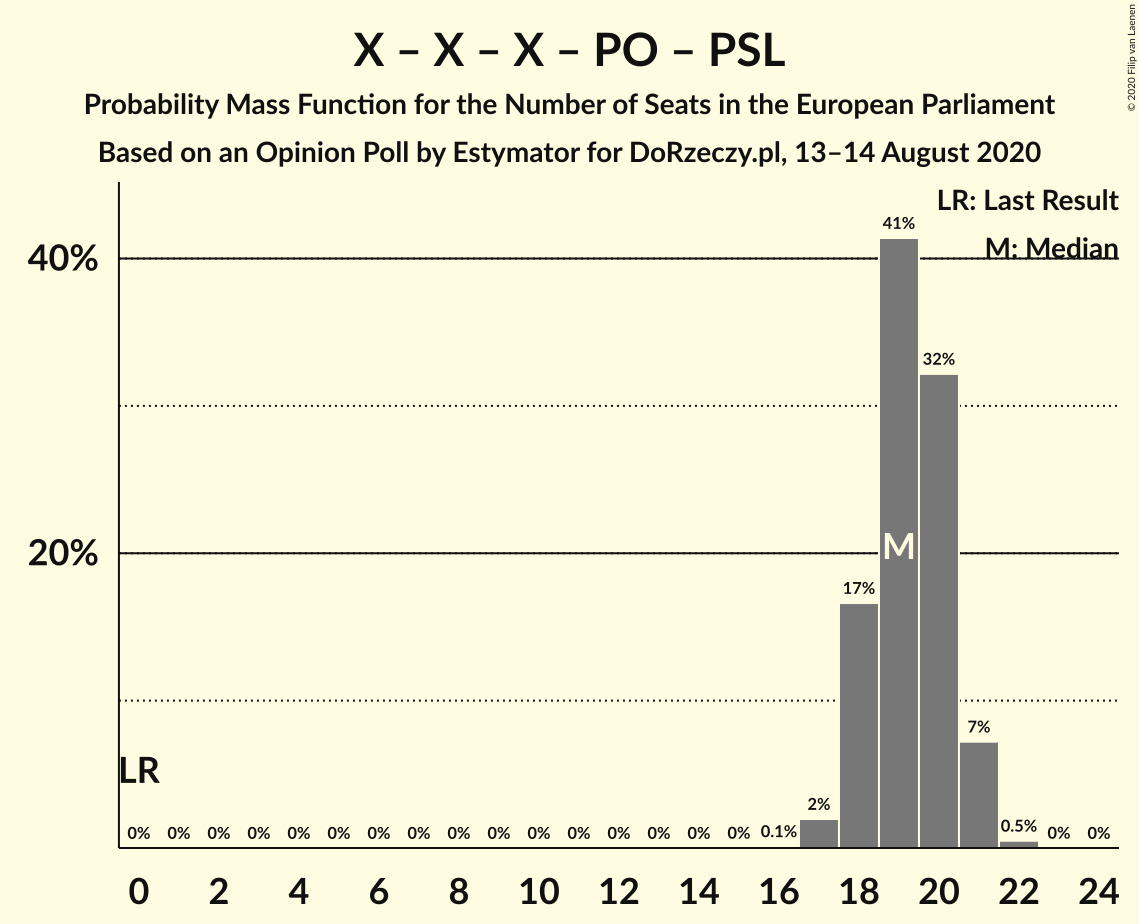 X – X – X – PO – PSL
Probability Mass Function for the Number of Seats in the European Parliament
Based on an Opinion Poll by Estymator for DoRzeczy.pl, 13–14 August 2020
© 2020 Filip van Laenen
LR: Last Result
M: Median
40%
20%
41%
32%
M
17%
7%
LR
2%
0% 0% 0% 0% 0% 0% 0% 0% 0% 0% 0% 0% 0% 0% 0% 0% 0.1% 0.5% 0% 0%
0 2 4 6 8 10 12 14 16 18 20 22 24